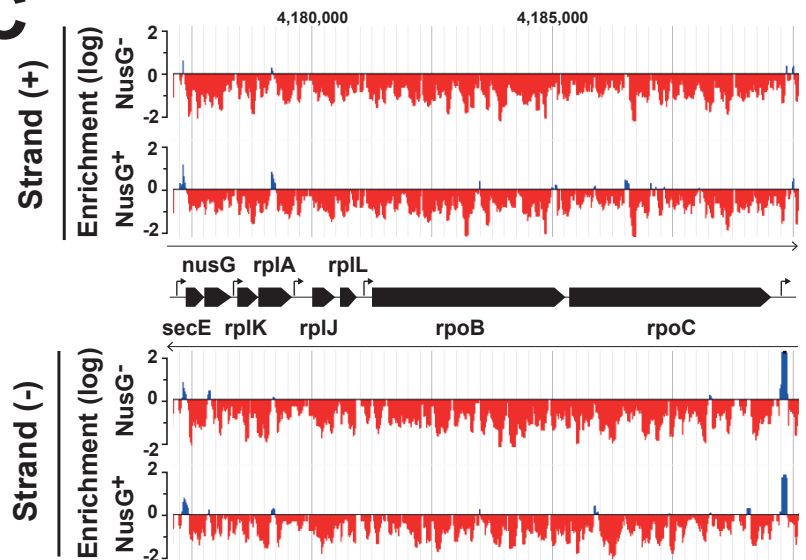 C
4,180,000 4,185,000
Strand (+)
Enrichment (log)
NusG-
2
0
-2
NusG+
2
0
-2
nusG rplA rplL
secE rplK rplJ rpoB rpoC
Strand (-)
Enrichment (log)
NusG-
2
0
-2
NusG+
2
0
-2